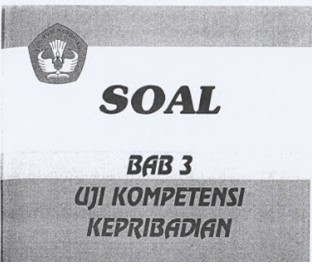 SOAL
BAB 3
UJI KOMPETENSI
KEPRIBADIAN